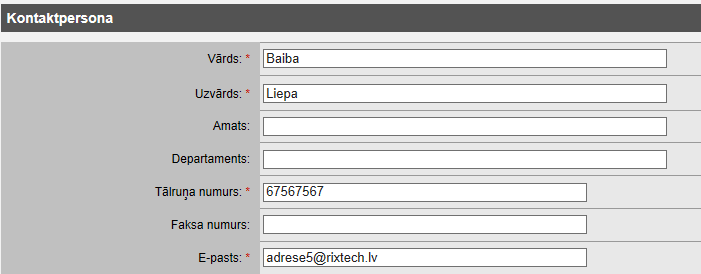 Kontaktpersona
Vārds: * Baiba
Uzvārds: * Liepa
Amats:
Departaments:
Tālruņa numurs: * 67567567
Faksa numurs:
E-pasts: * adrese5@rixtech.lv